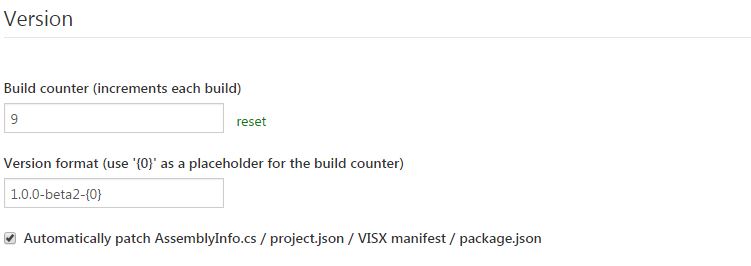 Version
Build counter (increments each build)
9
reset
Version format (use '{0}' as a placeholder for the build counter)
1.0.0-beta2-{0}
Automatically patch AssemblyInfo.cs / project.json / VISX manifest / package.json